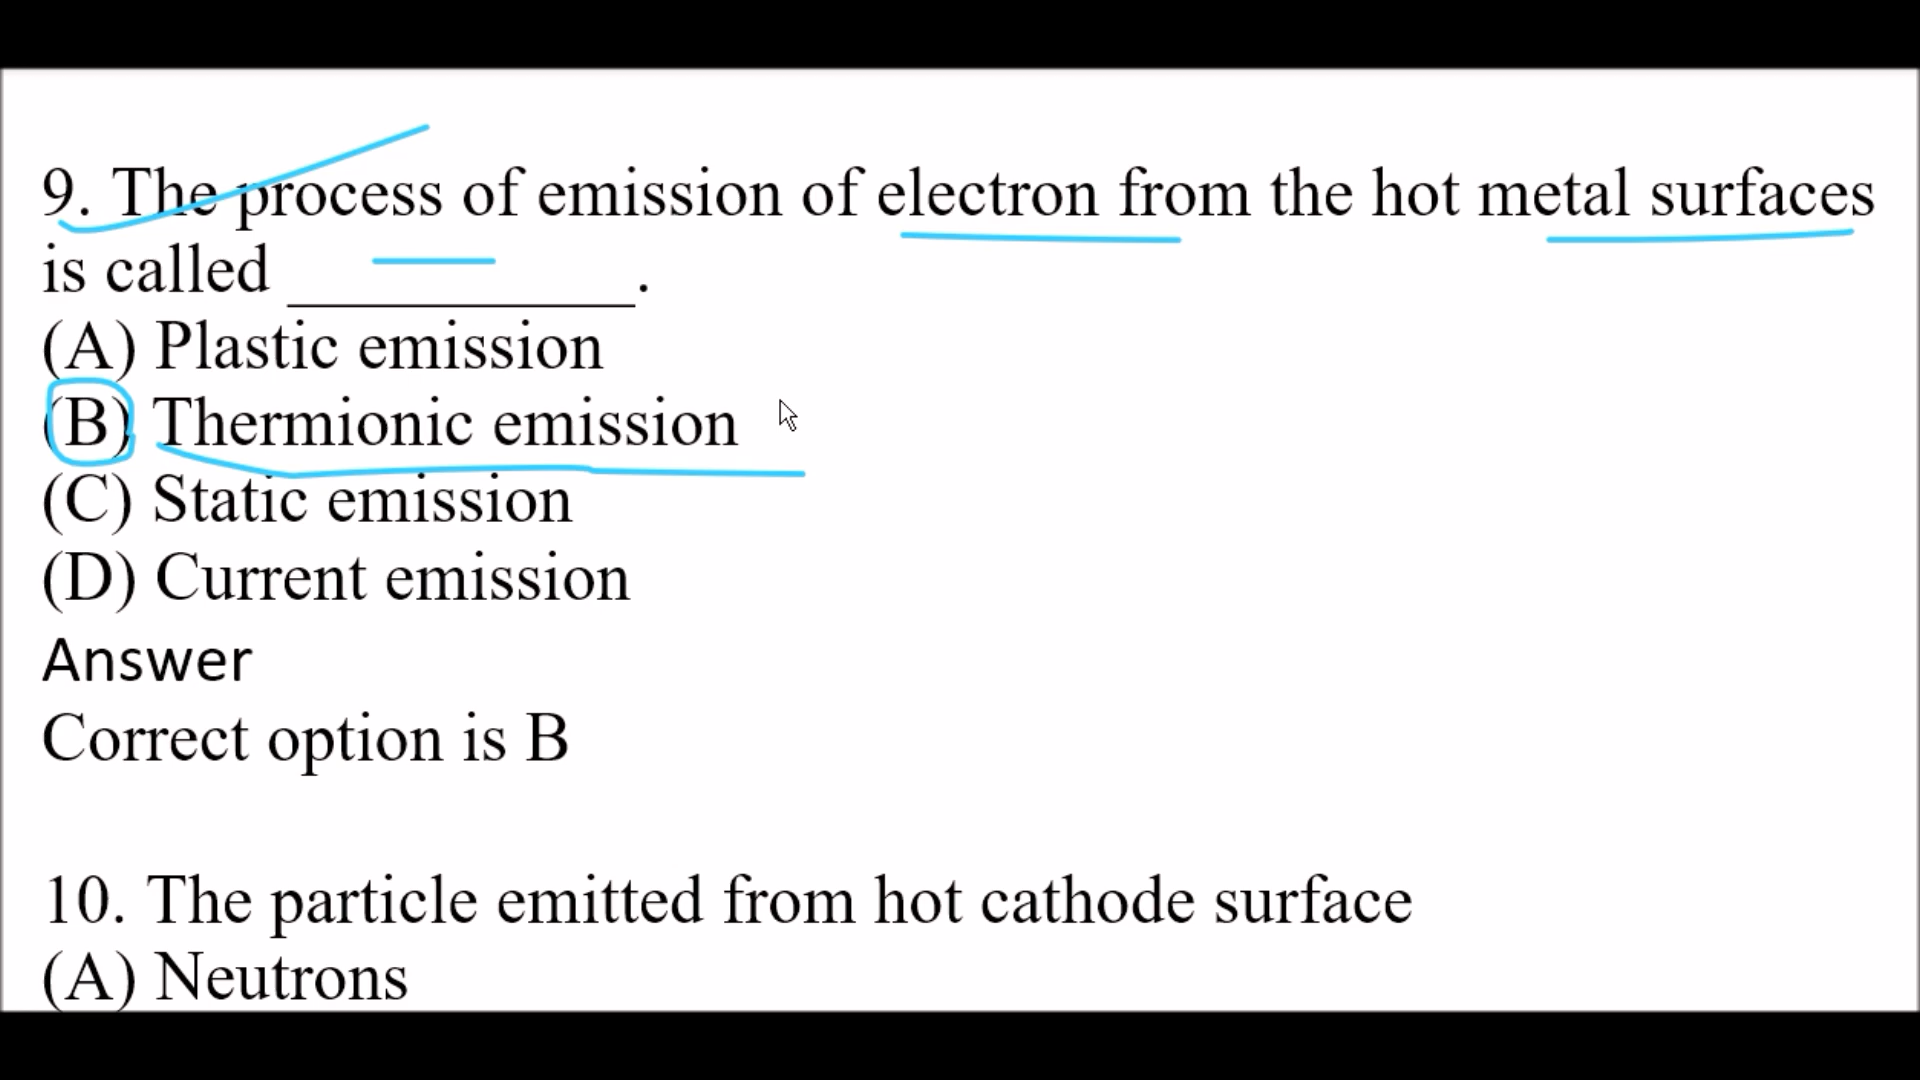 9. The process of emission of electron from the hot metal surfaces
is called ___________.
(A) Plastic emission
(B) Thermionic emission
(C) Static emission
(D) Current emission
Answer
Correct option is B
10. The particle emitted from hot cathode surface
(A) Neutrons